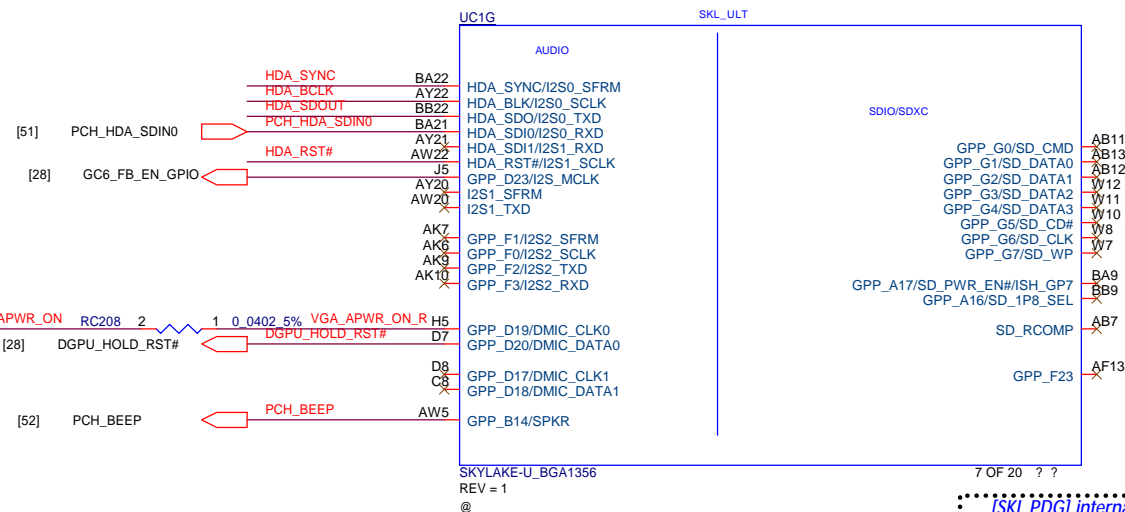 UC1G SKL_ULT
AUDIO
SDIO/SDXC
HDA_SYNC BA22 HDA_SYNC/I2S0_SFRM
HDA_BCLK AY22 HDA_BLK/I2S0_SCLK
HDA_SDOUT BB22 HDA_SDO/I2S0_TXD
[51] PCH_HDA_SDIN0 PCH_HDA_SDIN0 BA21 HDA_SDI0/I2S0_RXD
AY21 HDA_SDI1/I2S1_RXD
HDA_RST# AW22 HDA_RST#/I2S1_SCLK
[28] GC6_FB_EN_GPIO J5 GPP_D23/I2S_MCLK
AY20 I2S1_SFRM
AW20 I2S1_TXD
AK7 GPP_F1/I2S2_SFRM
AK6 GPP_F0/I2S2_SCLK
AK9 GPP_F2/I2S2_TXD
AK10 GPP_F3/I2S2_RXD
APWR_ON RC208 2 1 0_0402_5% VGA_APWR_ON_R H5 GPP_D19/DMIC_CLK0
[28] DGPU_HOLD_RST# DGPU_HOLD_RST# D7 GPP_D20/DMIC_DATA0
D8 GPP_D17/DMIC_CLK1
C8 GPP_D18/DMIC_DATA1
[52] PCH_BEEP PCH_BEEP AW5 GPP_B14/SPKR
GPP_G0/SD_CMD AB11
GPP_G1/SD_DATA0 AB13
GPP_G2/SD_DATA1 AB12
GPP_G3/SD_DATA2 W12
GPP_G4/SD_DATA3 W11
GPP_G5/SD_CD# W10
GPP_G6/SD_CLK W8
GPP_G7/SD_WP W7
GPP_A17/SD_PWR_EN#/ISH_GP7 BA9
GPP_A16/SD_1P8_SEL BB9
SD_RCOMP AB7
GPP_F23 AF13
SKYLAKE-U_BGA1356 7 OF 20 ? ?
REV = 1
@
[SKL PDG] interna